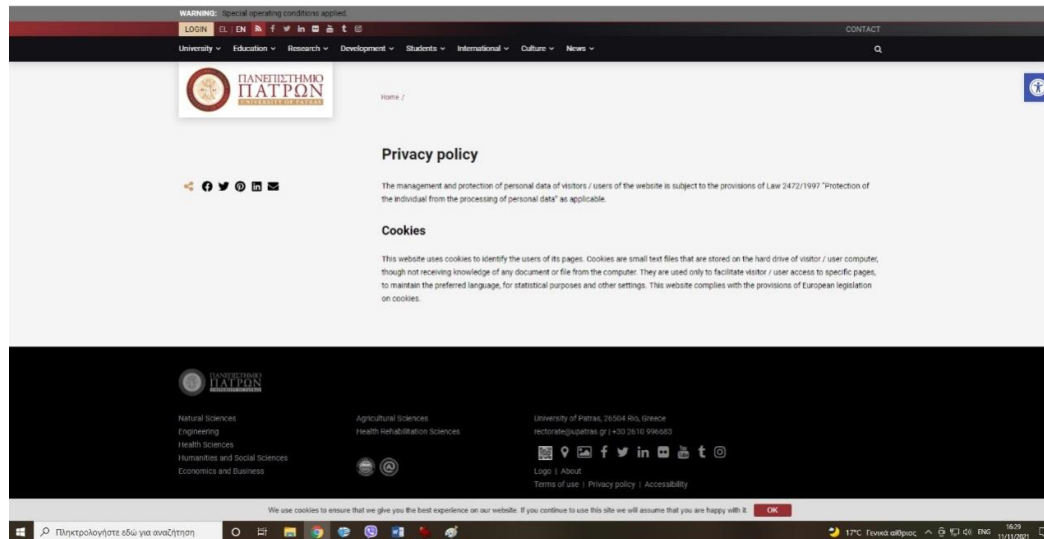 WARNING: Special operating conditions applied.
LOGIN EL | EN
CONTACT
University Education Research Development Students International Culture News
ΠΑΝΕΠΙΣΤΗΜΙΟ
ΠΑΤΡΩΝ
UNIVERSITY OF PATRAS
Home /
Privacy policy
The management and protection of personal data of visitors / users of the website is subject to the provisions of Law 2472/1997 "Protection of
the individual from the processing of personal data" as applicable.
Cookies
This website uses cookies to identify the users of its pages. Cookies are small text files that are stored on the hard drive of visitor / user computer,
though not receiving knowledge of any document or file from the computer. They are used only to facilitate visitor / user access to specific pages,
to maintain the preferred language, for statistical purposes and other settings. This website complies with the provisions of European legislation
on cookies.
ΠΑΝΕΠΙΣΤΗΜΙΟ
ΠΑΤΡΩΝ
UNIVERSITY OF PATRAS
Natural Sciences
Engineering
Health Sciences
Humanities and Social Sciences
Economics and Business
Agricultural Sciences
Health Rehabilitation Sciences
University of Patras, 26504 Rio, Greece
rectorate@upatras.gr | +30 2610 996683
Logo | About
Terms of use | Privacy policy | Accessibility
We use cookies to ensure that we give you the best experience on our website. If you continue to use this site we will assume that you are happy with it. OK
Πληκτρολογήστε εδώ για αναζήτηση
17°C Γενικά αίθριος ENG 16:29
11/11/2021